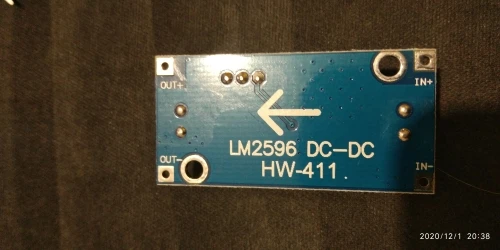 OUT+
IN+
LM2596 DC-DC
HW-411
OUT-
IN-
2020/12/1 20:38